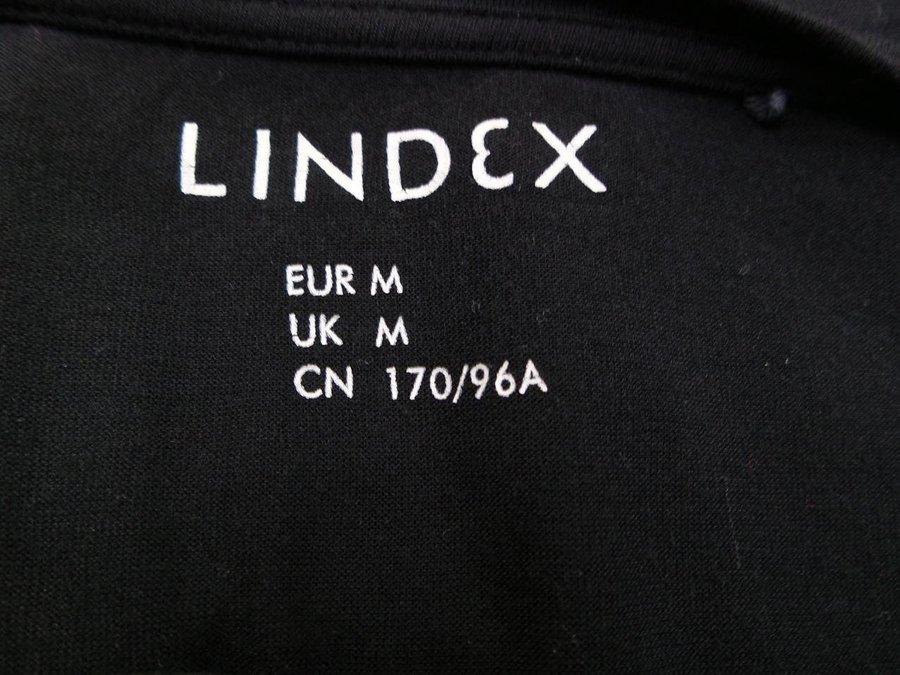 LINDEX
EUR M
UK M
CN 170/96A